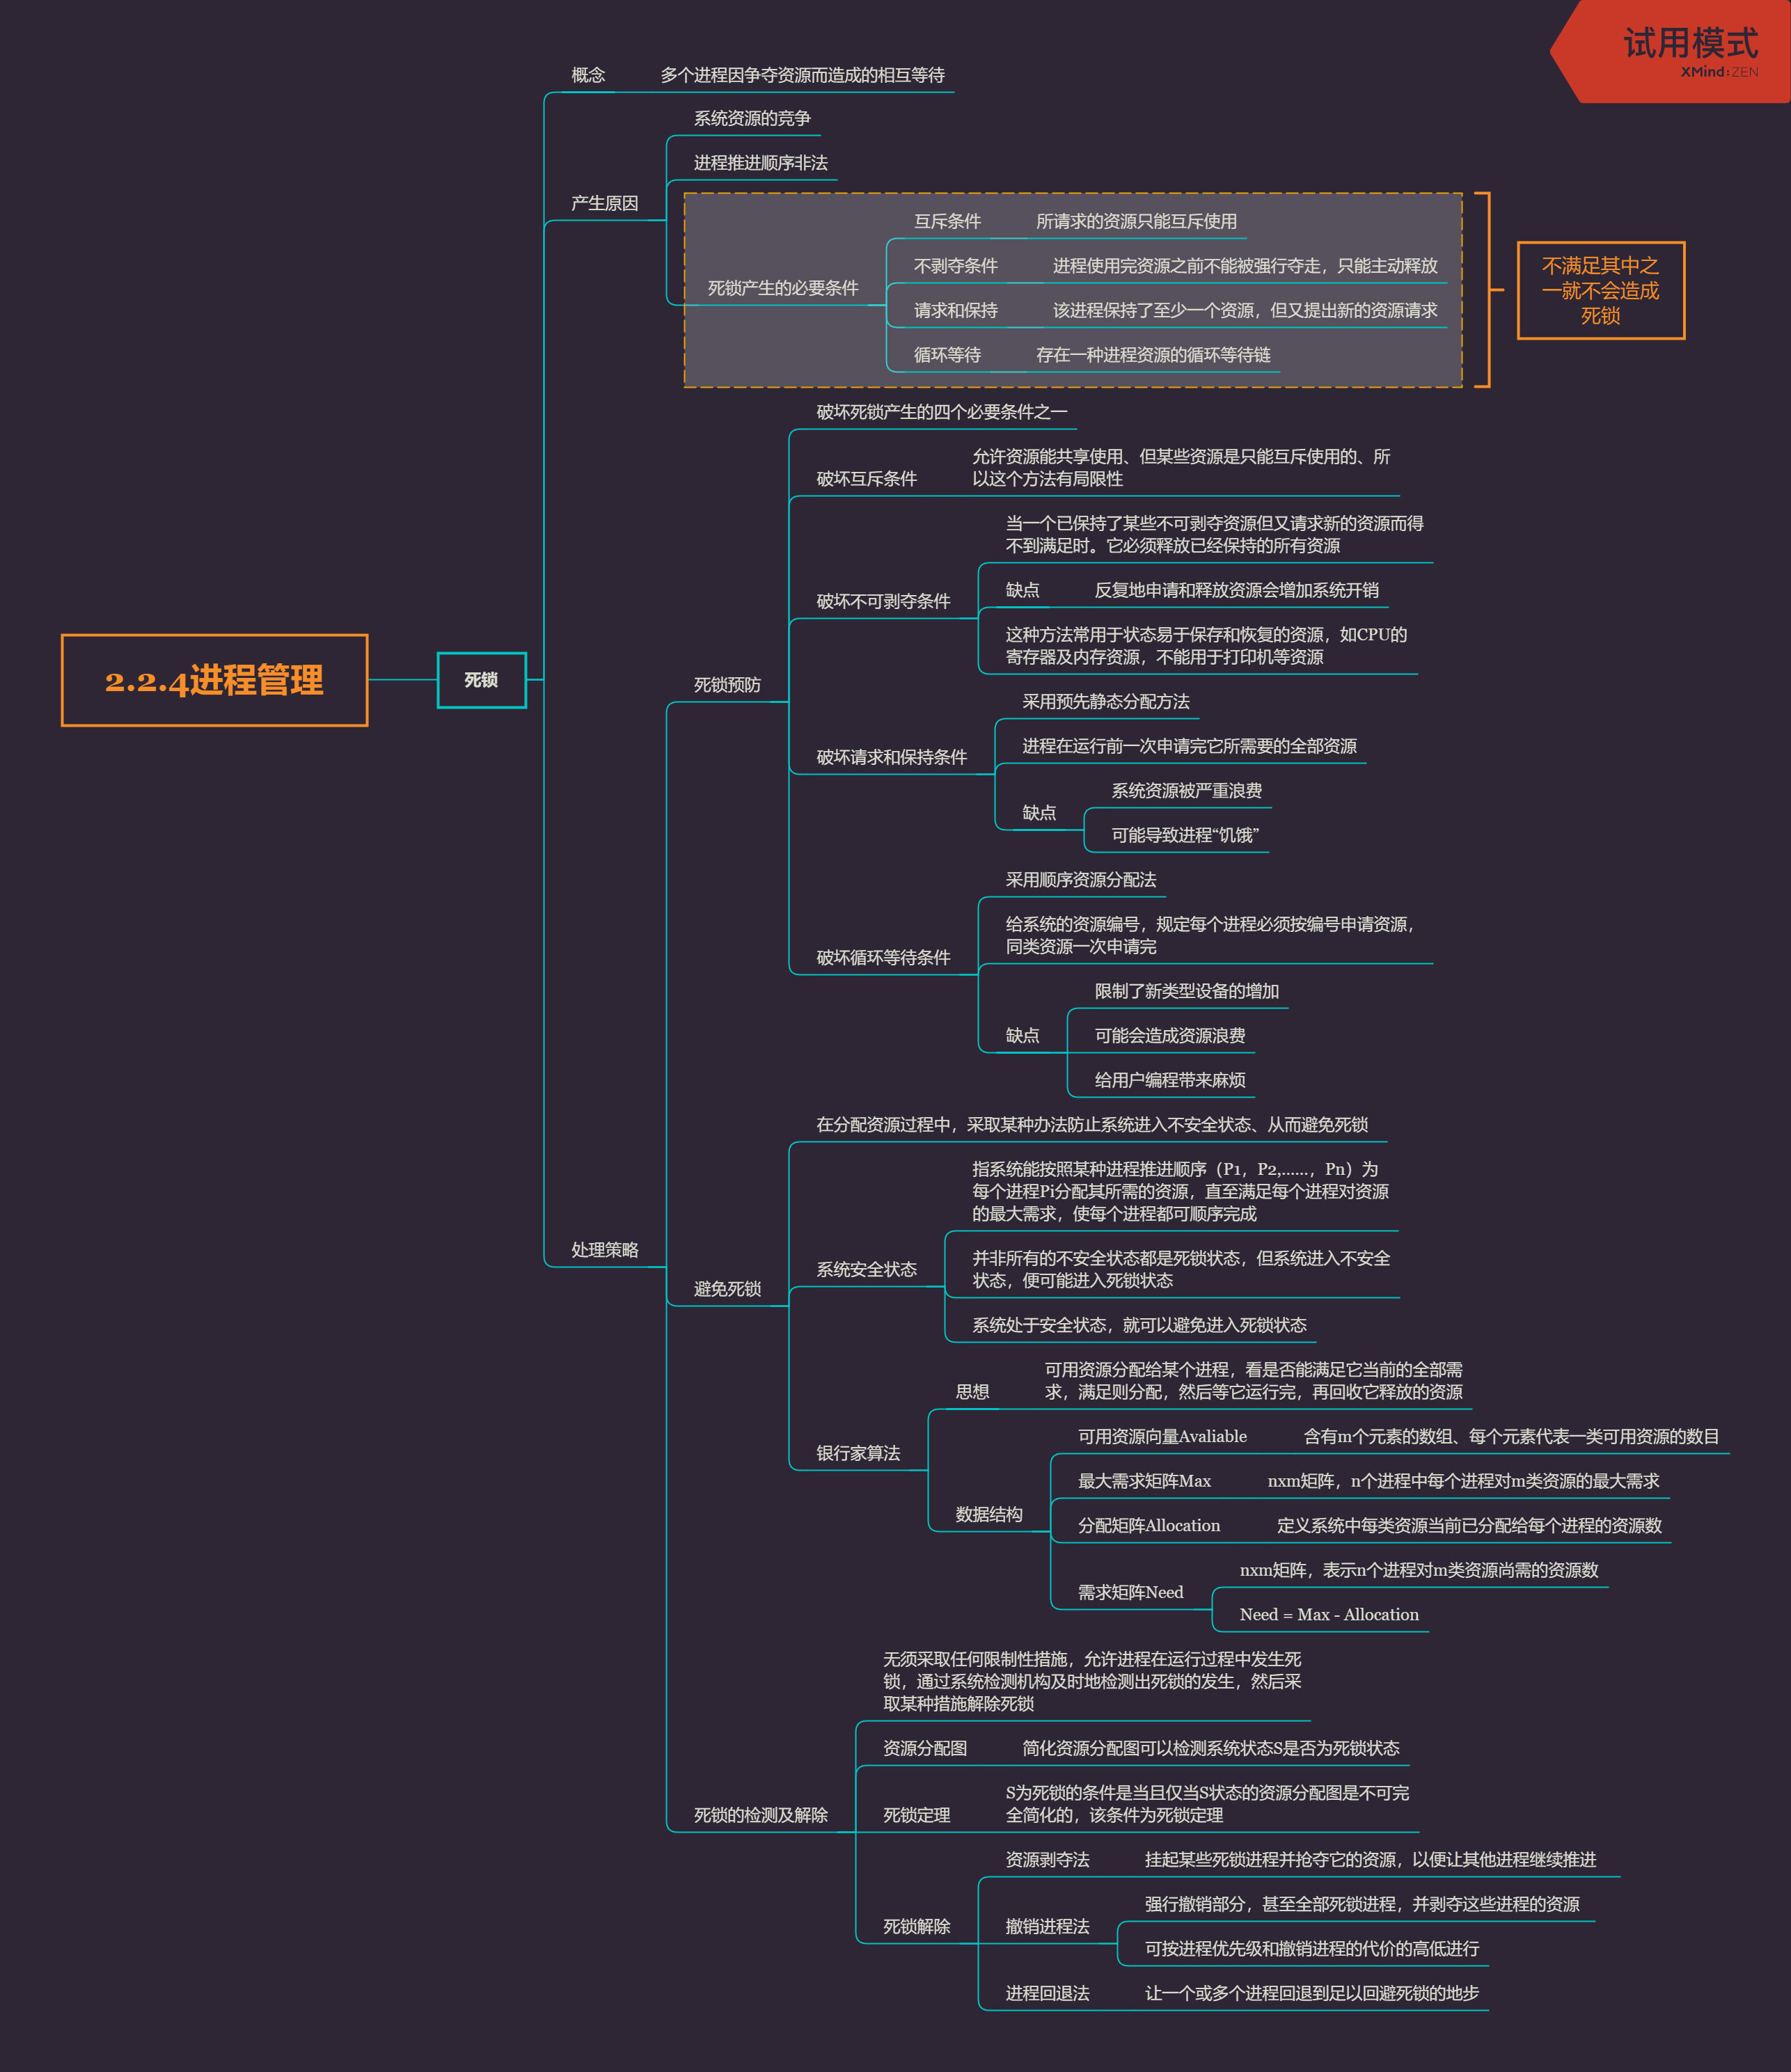 试用模式
XMind:ZEN
概念
多个进程因争夺资源而造成的相互等待
系统资源的竞争
进程推进顺序非法
产生原因
互斥条件
所请求的资源只能互斥使用
不剥夺条件
进程使用完资源之前不能被强行夺走，只能主动释放
死锁产生的必要条件
请求和保持
该进程保持了至少一个资源，但又提出新的资源请求
循环等待
存在一种进程资源的循环等待链
不满足其中之
一就不会造成
死锁
破坏死锁产生的四个必要条件之一
破坏互斥条件
允许资源能共享使用、但某些资源是只能互斥使用的、所
以这个方法有局限性
当一个已保持了某些不可剥夺资源但又请求新的资源而得
不到满足时。它必须释放已经保持的所有资源
破坏不可剥夺条件
缺点
反复地申请和释放资源会增加系统开销
这种方法常用于状态易于保存和恢复的资源，如CPU的
寄存器及内存资源，不能用于打印机等资源
2.2.4进程管理
死锁
死锁预防
采用预先静态分配方法
进程在运行前一次申请完它所需要的全部资源
破坏请求和保持条件
系统资源被严重浪费
缺点
可能导致进程“饥饿”
采用顺序资源分配法
给系统的资源编号，规定每个进程必须按编号申请资源，
同类资源一次申请完
破坏循环等待条件
限制了新类型设备的增加
缺点
可能会造成资源浪费
给用户编程带来麻烦
在分配资源过程中，采取某种办法防止系统进入不安全状态、从而避免死锁
指系统能按照某种进程推进顺序（P1，P2,......，Pn）为
每个进程Pi分配其所需的资源，直至满足每个进程对资源
的最大需求，使每个进程都可顺序完成
处理策略
系统安全状态
并非所有的不安全状态都是死锁状态，但系统进入不安全
状态，便可能进入死锁状态
避免死锁
系统处于安全状态，就可以避免进入死锁状态
思想
可用资源分配给某个进程，看是否能满足它当前的全部需
求，满足则分配，然后等它运行完，再回收它释放的资源
银行家算法
可用资源向量Avaliable
含有m个元素的数组、每个元素代表一类可用资源的数目
最大需求矩阵Max
nxm矩阵，n个进程中每个进程对m类资源的最大需求
数据结构
分配矩阵Allocation
定义系统中每类资源当前已分配给每个进程的资源数
需求矩阵Need
nxm矩阵，表示n个进程对m类资源尚需的资源数
Need = Max - Allocation
无须采取任何限制性措施，允许进程在运行过程中发生死
锁，通过系统检测机构及时地检测出死锁的发生，然后采
取某种措施解除死锁
资源分配图
简化资源分配图可以检测系统状态S是否为死锁状态
死锁的检测及解除
死锁定理
S为死锁的条件是当且仅当S状态的资源分配图是不可完
全简化的，该条件为死锁定理
资源剥夺法
挂起某些死锁进程并抢夺它的资源，以便让其他进程继续推进
死锁解除
撤销进程法
强行撤销部分，甚至全部死锁进程，并剥夺这些进程的资源
可按进程优先级和撤销进程的代价的高低进行
进程回退法
让一个或多个进程回退到足以回避死锁的地步